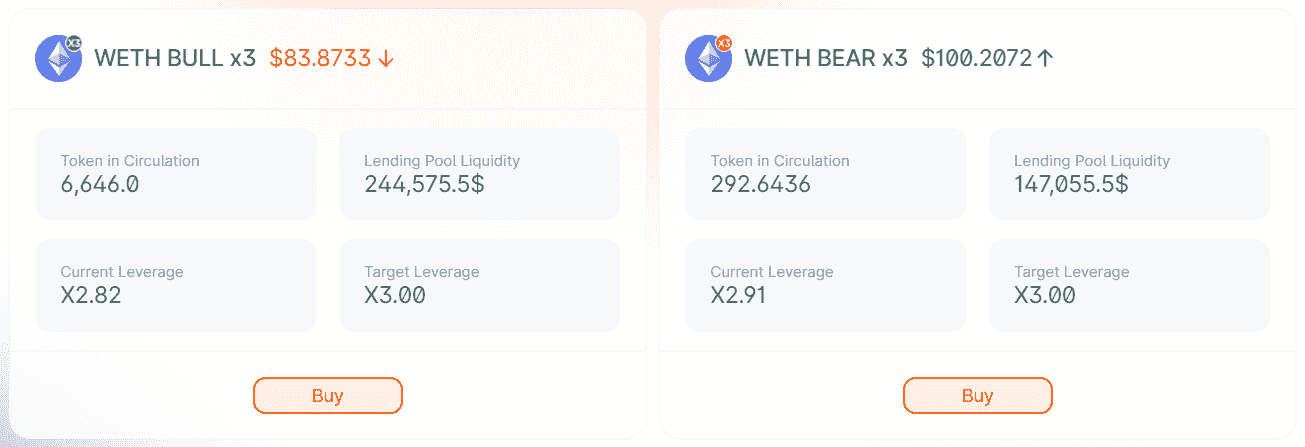 X3 WETH BULL x3 $83.8733 ↓
Token in Circulation
6,646.0
Lending Pool Liquidity
244,575.5$
Current Leverage
X2.82
Target Leverage
X3.00
Buy
X3 WETH BEAR x3 $100.2072 ↑
Token in Circulation
292.6436
Lending Pool Liquidity
147,055.5$
Current Leverage
X2.91
Target Leverage
X3.00
Buy